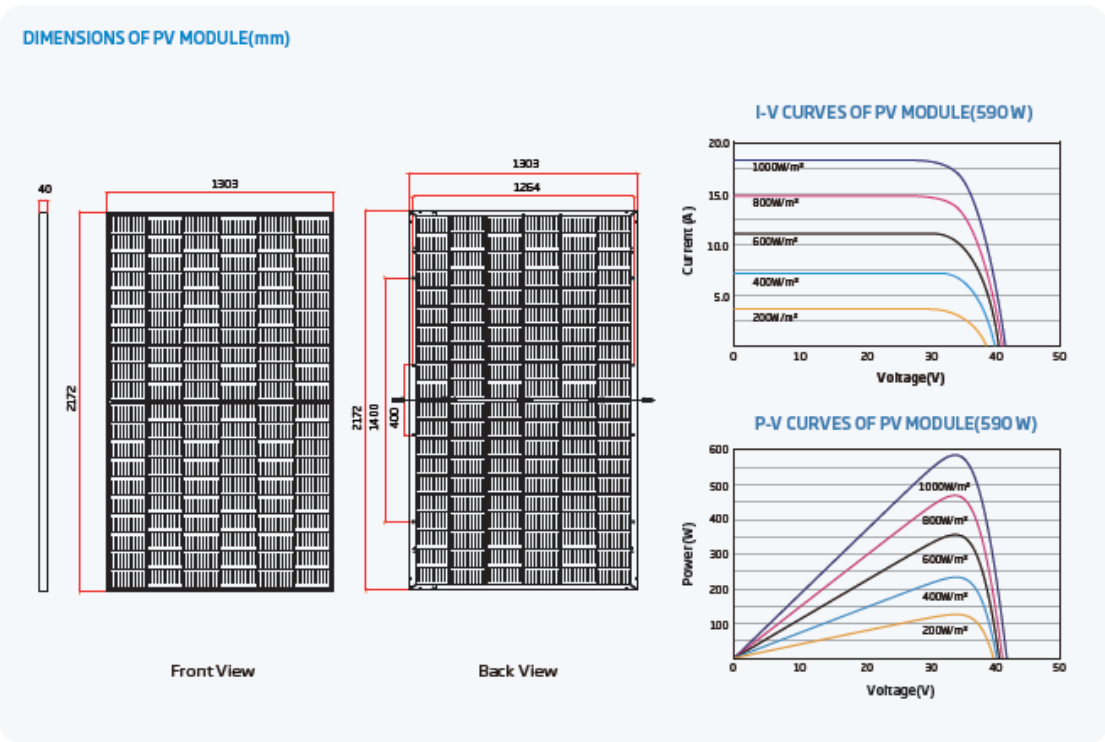 DIMENSIONS OF PV MODULE(mm)
40
1303
2172
Front View
1303
1264
2172
1400
400
Back View
I-V CURVES OF PV MODULE(590 W)
20.0
15.0
10.0
5.0
Current (A)
1000W/m²
800W/m²
600W/m²
400W/m²
200W/m²
0 10 20 30 40 50
Voltage(V)
P-V CURVES OF PV MODULE(590 W)
600
500
400
300
200
100
Power(W)
1000W/m²
800W/m²
600W/m²
400W/m²
200W/m²
0 10 20 30 40 50
Voltage(V)